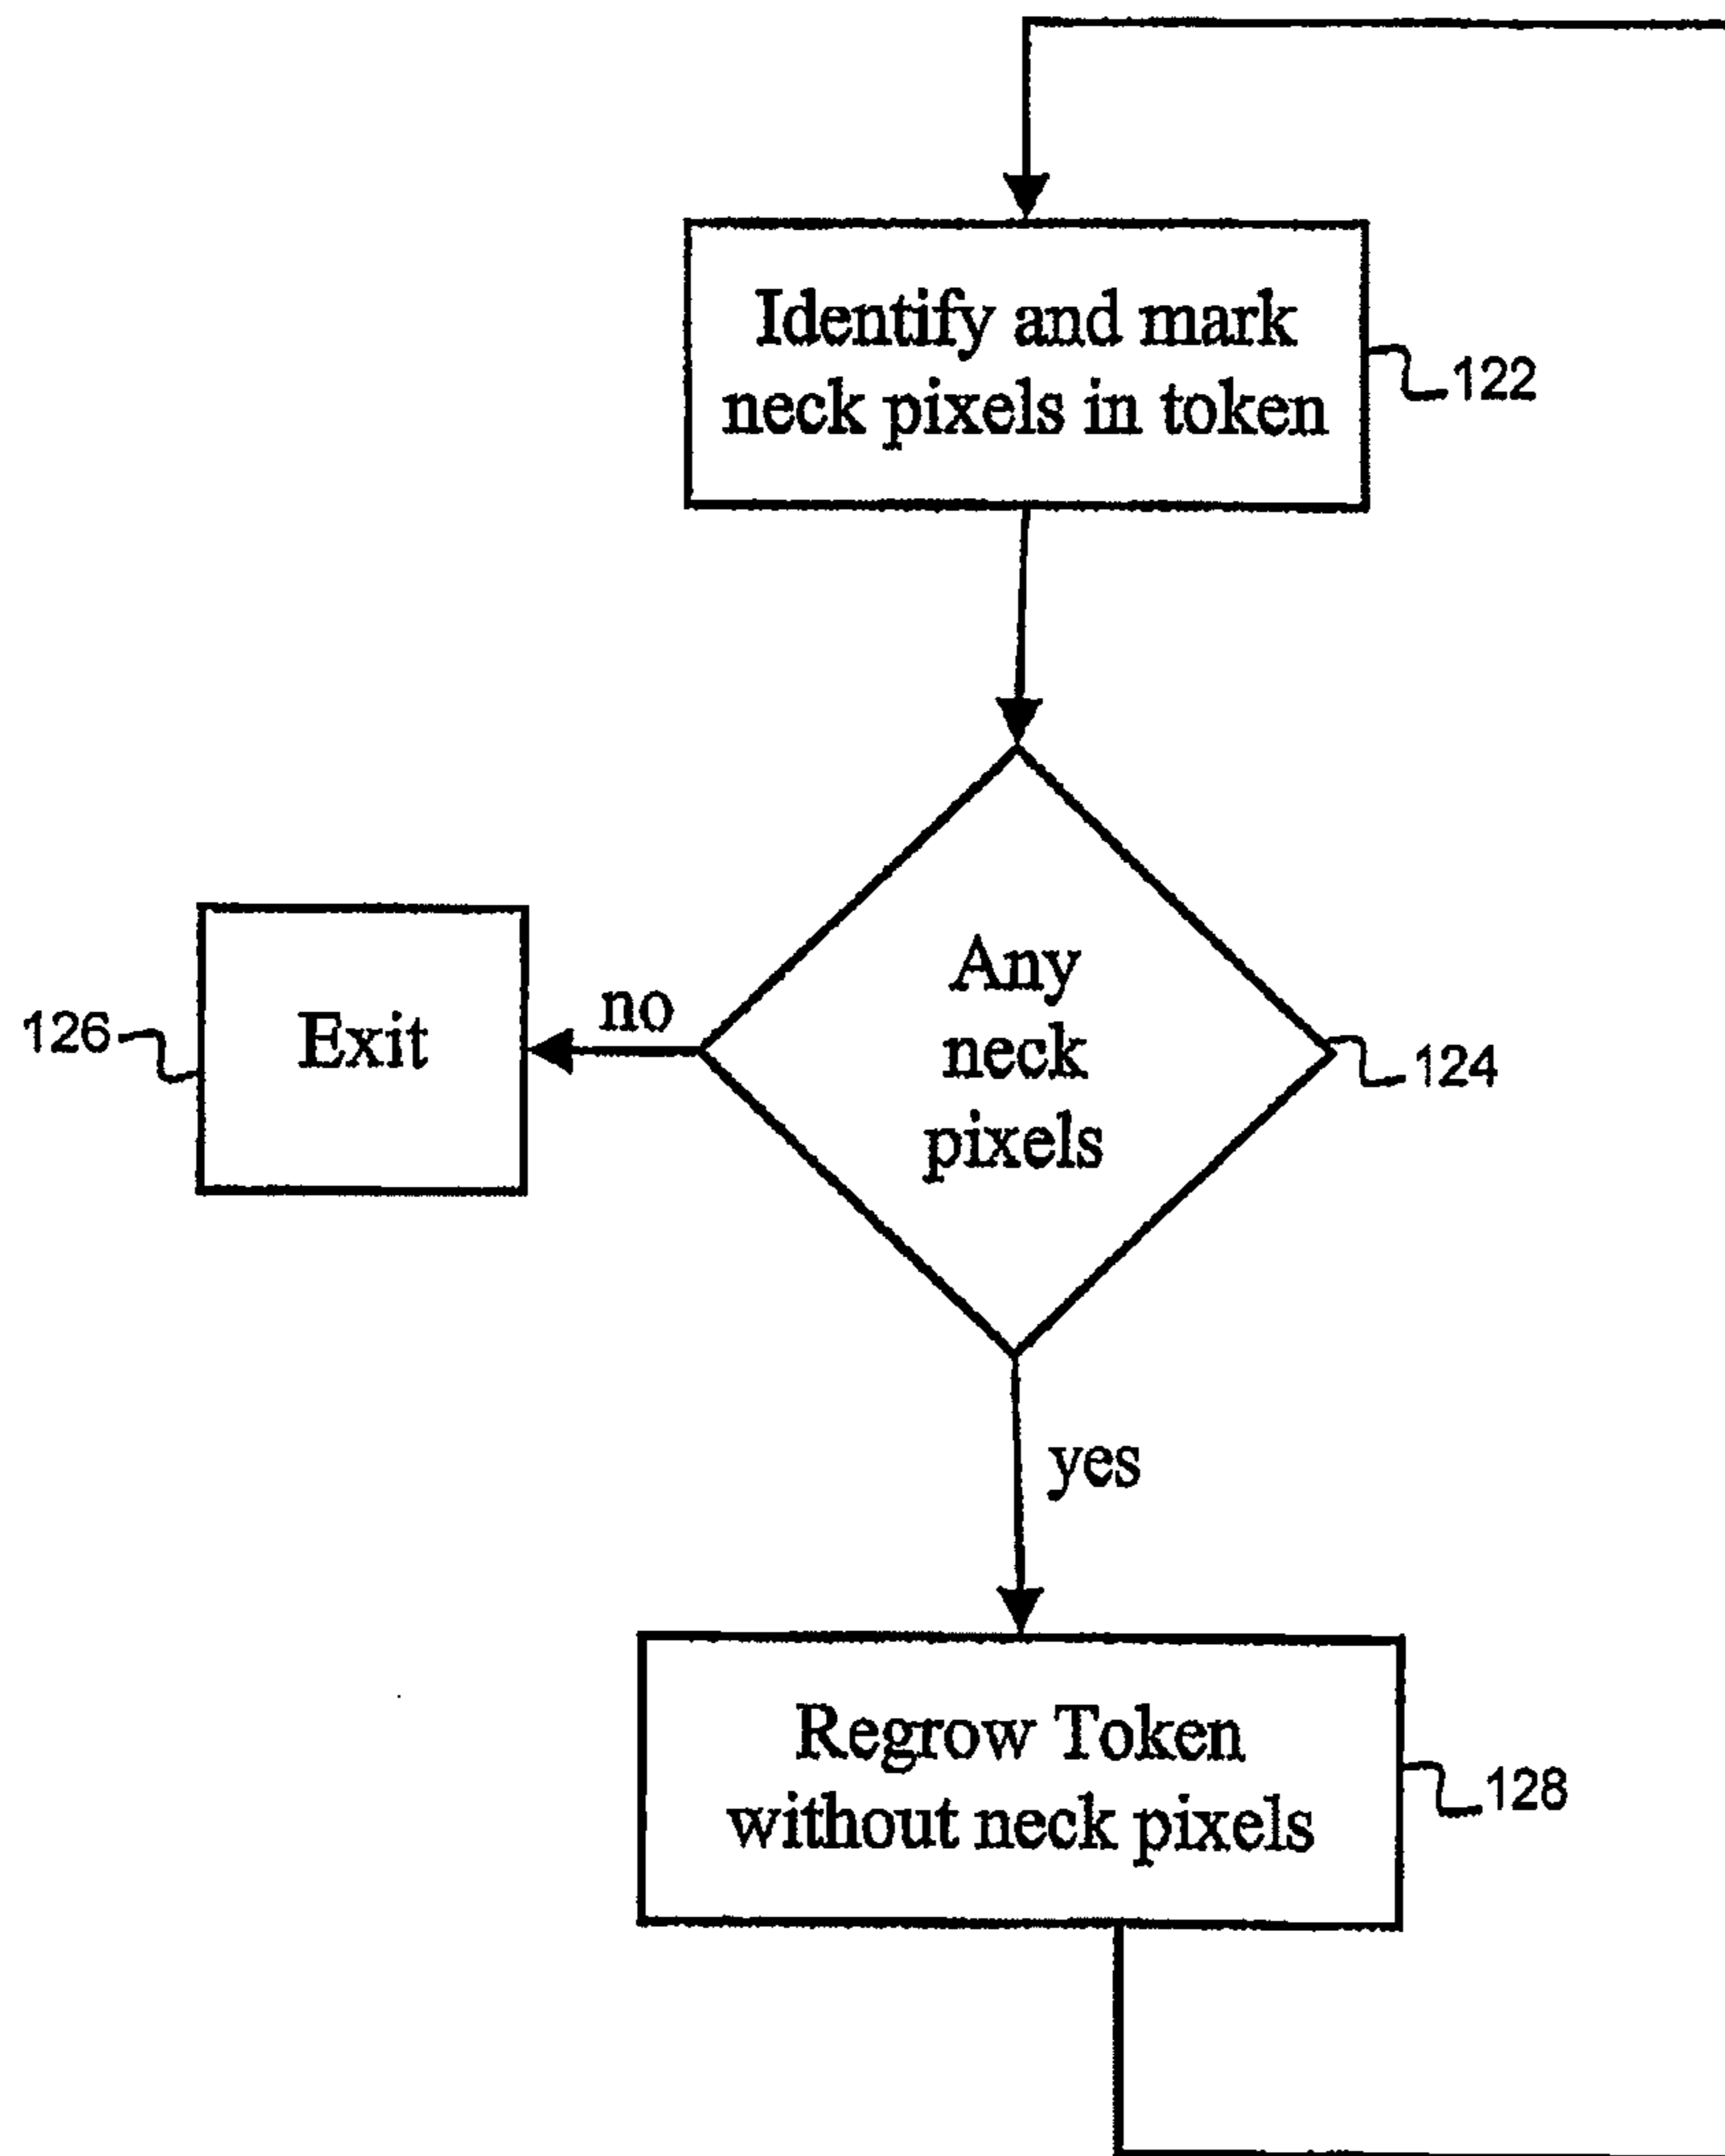 Identify and mark
neck pixels in token
122
Any
neck
pixels
124
no
Exit
126
yes
Regrow Token
without neck pixels
128